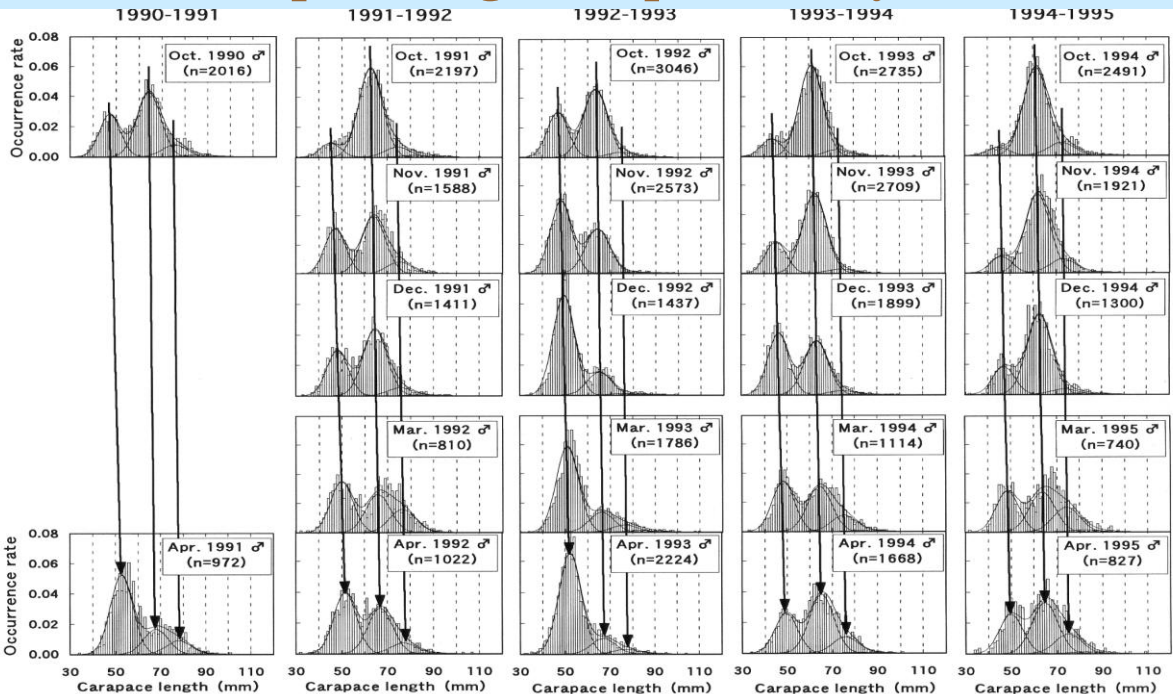 1990-1991
1991-1992
1992-1993
1993-1994
1994-1995
Occurrence rate
0.08
0.06
0.04
0.02
0.00
Oct. 1990 ♂
(n=2016)
Oct. 1991 ♂
(n=2197)
Oct. 1992 ♂
(n=3046)
Oct. 1993 ♂
(n=2735)
Oct. 1994 ♂
(n=2491)
Nov. 1991 ♂
(n=1588)
Nov. 1992 ♂
(n=2573)
Nov. 1993 ♂
(n=2709)
Nov. 1994 ♂
(n=1921)
Dec. 1991 ♂
(n=1411)
Dec. 1992 ♂
(n=1437)
Dec. 1993 ♂
(n=1899)
Dec. 1994 ♂
(n=1300)
Mar. 1992 ♂
(n=810)
Mar. 1993 ♂
(n=1786)
Mar. 1994 ♂
(n=1114)
Mar. 1995 ♂
(n=740)
Occurrence rate
0.08
0.06
0.04
0.02
0.00
Apr. 1991 ♂
(n=972)
Apr. 1992 ♂
(n=1022)
Apr. 1993 ♂
(n=2224)
Apr. 1994 ♂
(n=1668)
Apr. 1995 ♂
(n=827)
30 50 70 90 110
30 50 70 90 110
30 50 70 90 110
30 50 70 90 110
30 50 70 90 110
Carapace length (mm)
Carapace length (mm)
Carapace length (mm)
Carapace length (mm)
Carapace length (mm)